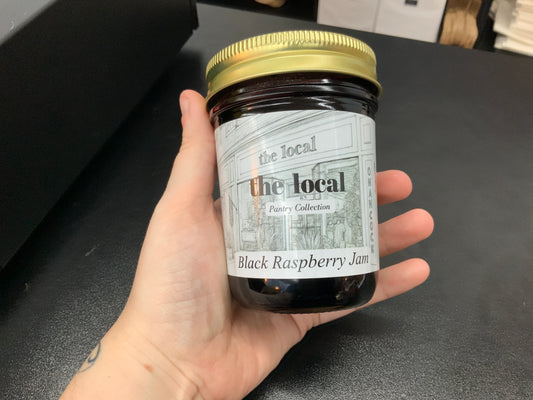 the local
the local
Pantry Collection
Black Raspberry Jam